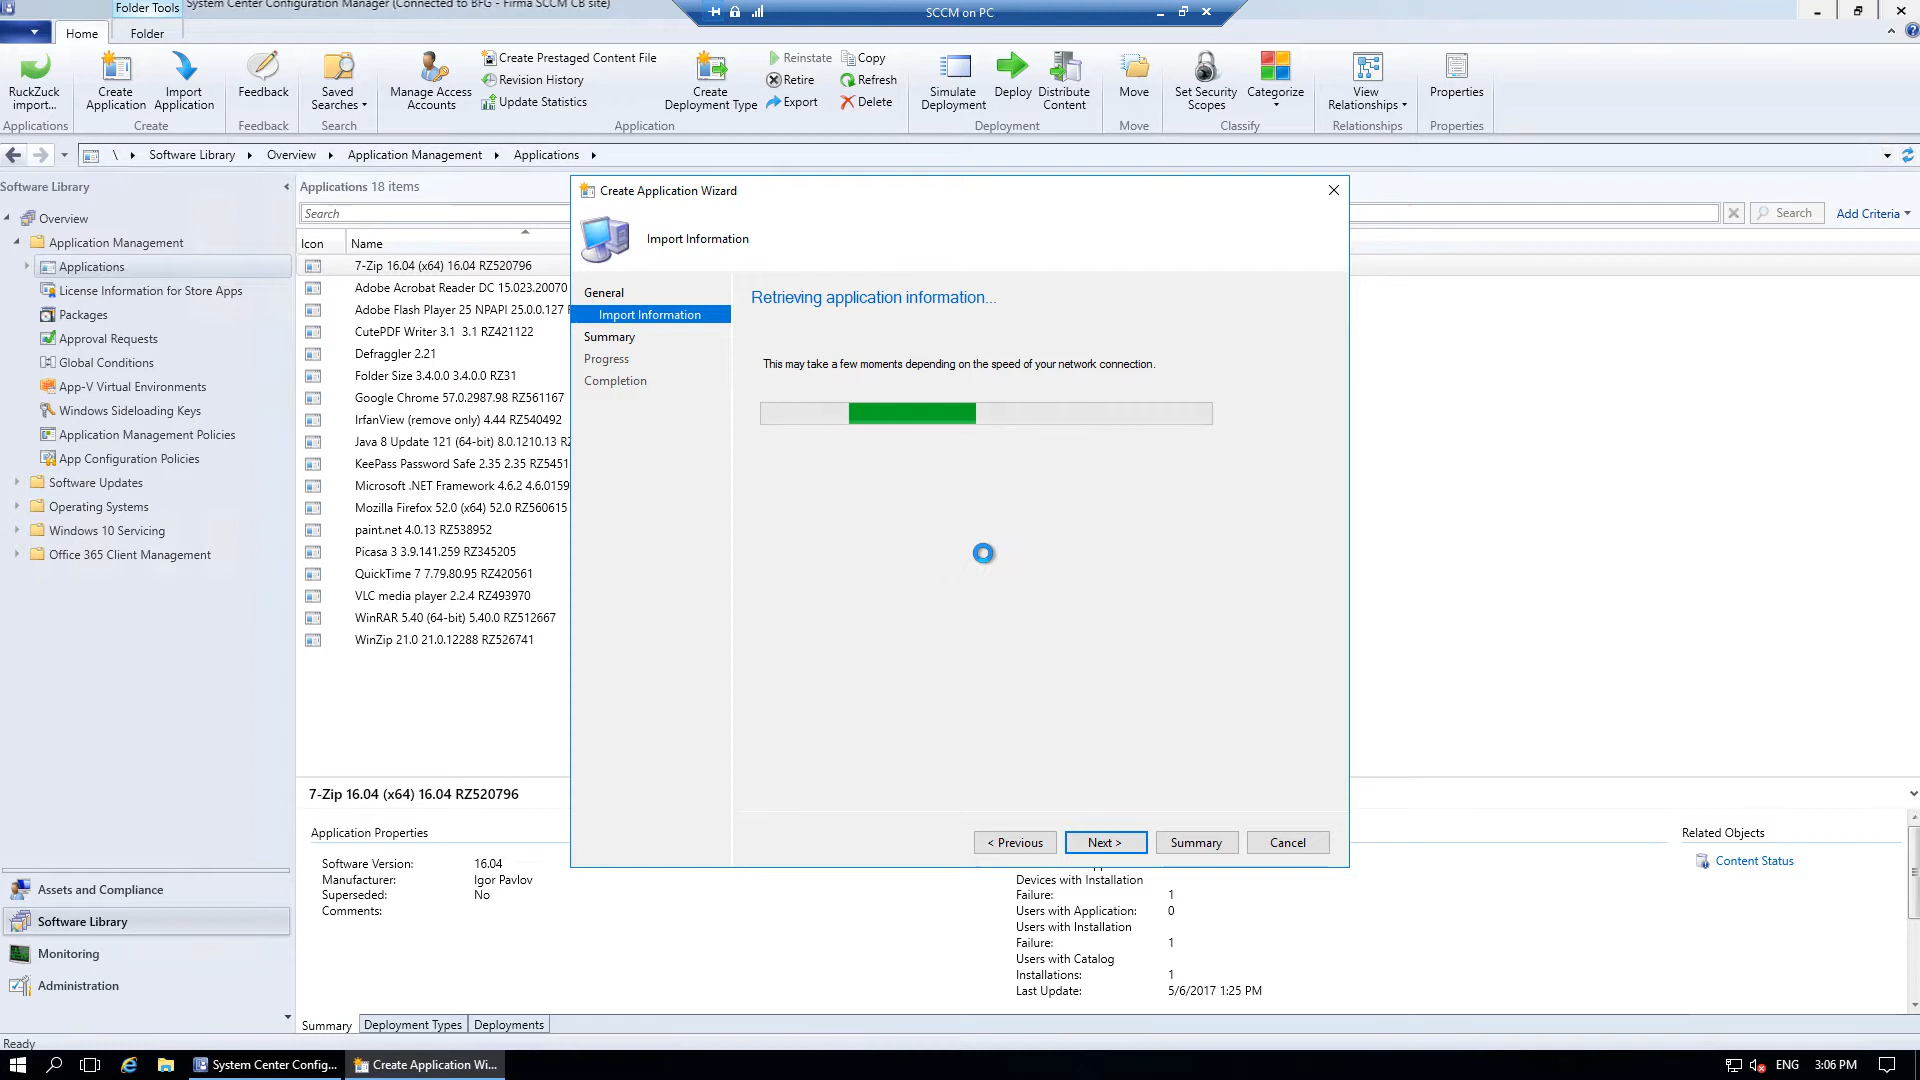 Folder Tools
System Center Configuration Manager (Connected to BFG - Firma SCCM CB site)
SCCM on PC
Home
Folder
RuckZuck import...
Create Application
Import Application
Feedback
Saved Searches
Manage Access Accounts
Create Prestaged Content File
Revision History
Update Statistics
Create Deployment Type
Reinstate
Retire
Export
Copy
Refresh
Delete
Simulate Deployment
Deploy
Distribute Content
Move
Set Security Scopes
Categorize
View Relationships
Properties
Applications
Create
Feedback
Search
Application
Deployment
Move
Classify
Relationships
Properties
\ Software Library Overview Application Management Applications
Software Library
Overview
Application Management
Applications
License Information for Store Apps
Packages
Approval Requests
Global Conditions
App-V Virtual Environments
Windows Sideloading Keys
Application Management Policies
App Configuration Policies
Software Updates
Operating Systems
Windows 10 Servicing
Office 365 Client Management
Assets and Compliance
Software Library
Monitoring
Administration
Applications 18 items
Search
Search
Add Criteria
Icon Name
7-Zip 16.04 (x64) 16.04 RZ520796
Adobe Acrobat Reader DC 15.023.20070
Adobe Flash Player 25 NPAPI 25.0.0.127
CutePDF Writer 3.1  3.1 RZ421122
Defraggler 2.21
Folder Size 3.4.0.0 3.4.0.0 RZ31
Google Chrome 57.0.2987.98 RZ561167
IrfanView (remove only) 4.44 RZ540492
Java 8 Update 121 (64-bit) 8.0.1210.13
KeePass Password Safe 2.35 2.35 RZ5451
Microsoft .NET Framework 4.6.2 4.6.0159
Mozilla Firefox 52.0 (x64) 52.0 RZ560615
paint.net 4.0.13 RZ538952
Picasa 3 3.9.141.259 RZ345205
QuickTime 7 7.79.80.95 RZ420561
VLC media player 2.2.4 RZ493970
WinRAR 5.40 (64-bit) 5.40.0 RZ512667
WinZip 21.0 21.0.12288 RZ526741
Create Application Wizard
Import Information
General
Import Information
Summary
Progress
Completion
Retrieving application information...
This may take a few moments depending on the speed of your network connection.
< Previous
Next >
Summary
Cancel
7-Zip 16.04 (x64) 16.04 RZ520796
Application Properties
Software Version: 16.04
Manufacturer: Igor Pavlov
Superseded: No
Comments:
Devices with Installation
Failure: 1
Users with Application: 0
Users with Installation
Failure: 1
Users with Catalog
Installations: 1
Last Update: 5/6/2017 1:25 PM
Related Objects
Content Status
Summary
Deployment Types
Deployments
Ready
System Center Config...
Create Application Wi...
ENG
3:06 PM